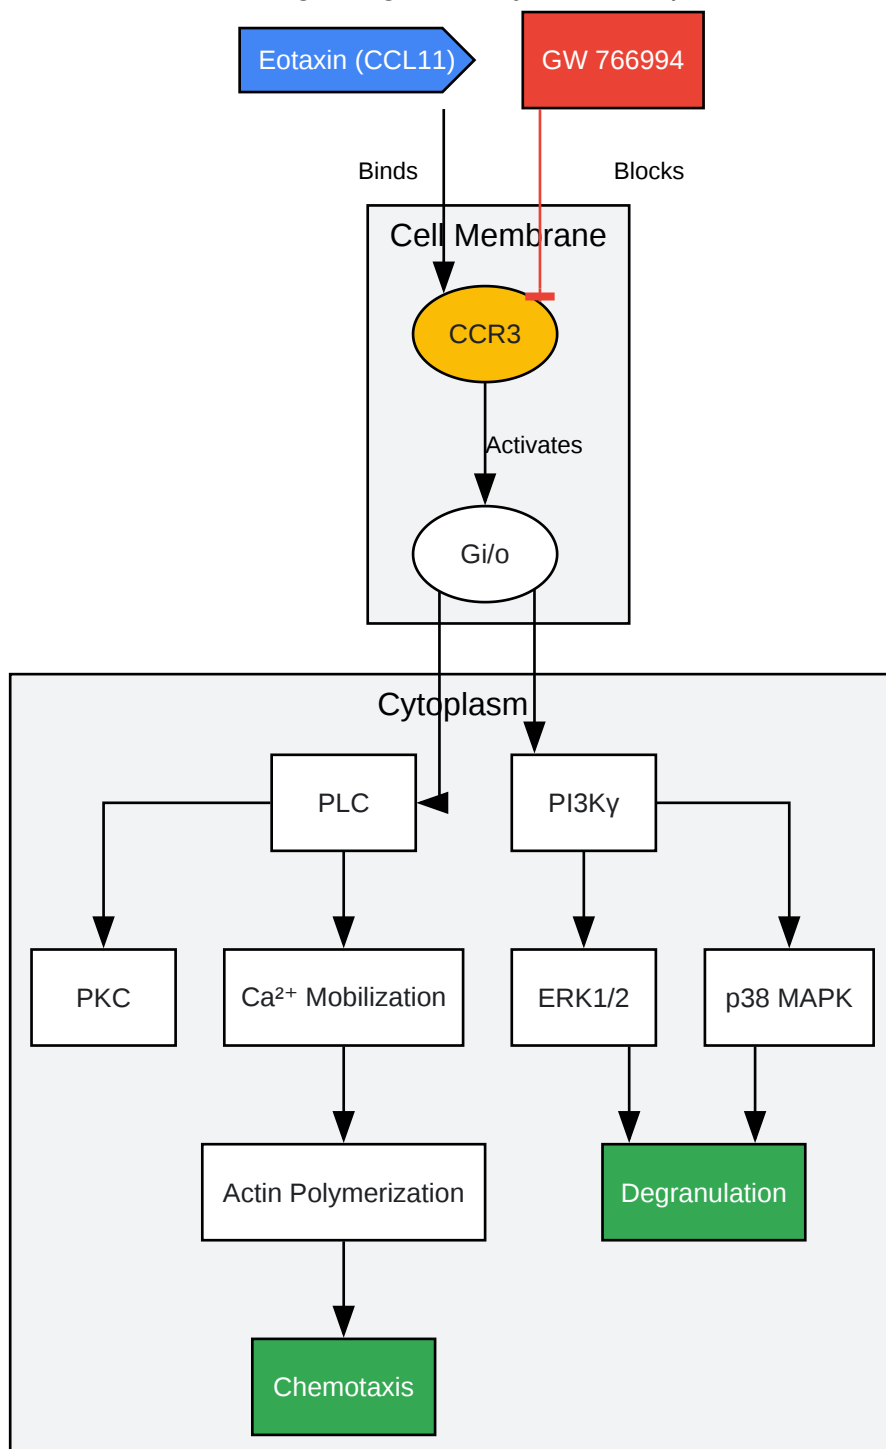 Eotaxin (CCL11)
GW 766994
Binds
Blocks
Cell Membrane
CCR3
Activates
Gi/o
Cytoplasm
PLC
PI3Kγ
PKC
Ca²⁺ Mobilization
ERK1/2
p38 MAPK
Actin Polymerization
Degranulation
Chemotaxis